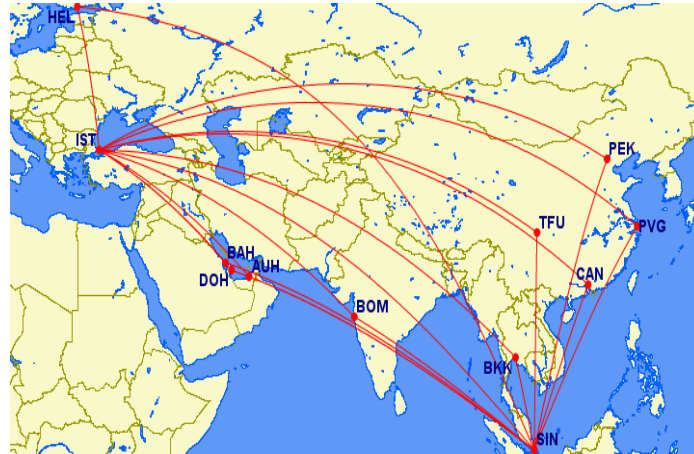 HEL
IST
PEK
TFU
PVG
BAH
DOH
AUH
CAN
BOM
BKK
SIN